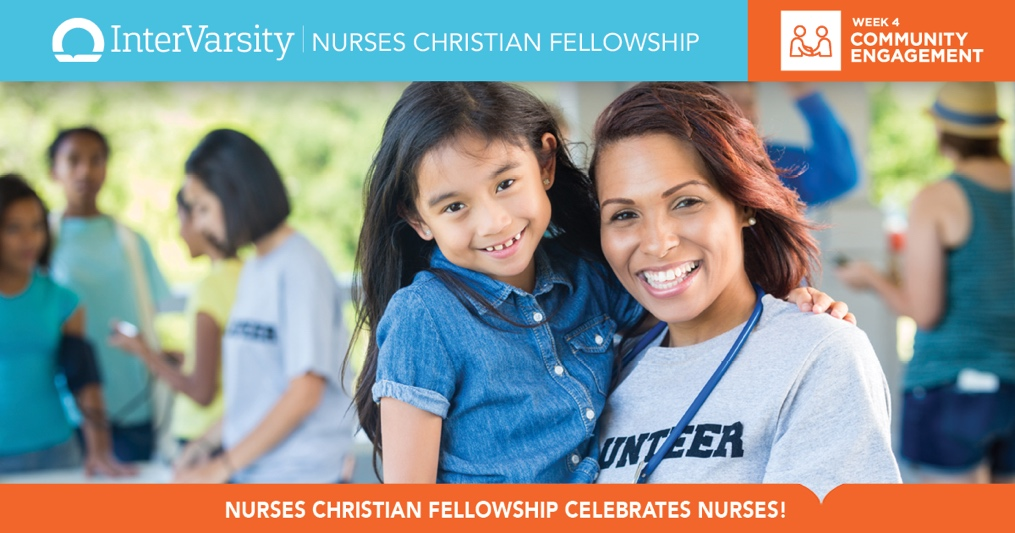 InterVarsity | NURSES CHRISTIAN FELLOWSHIP
WEEK 4
COMMUNITY
ENGAGEMENT
UNTEER
NURSES CHRISTIAN FELLOWSHIP CELEBRATES NURSES!